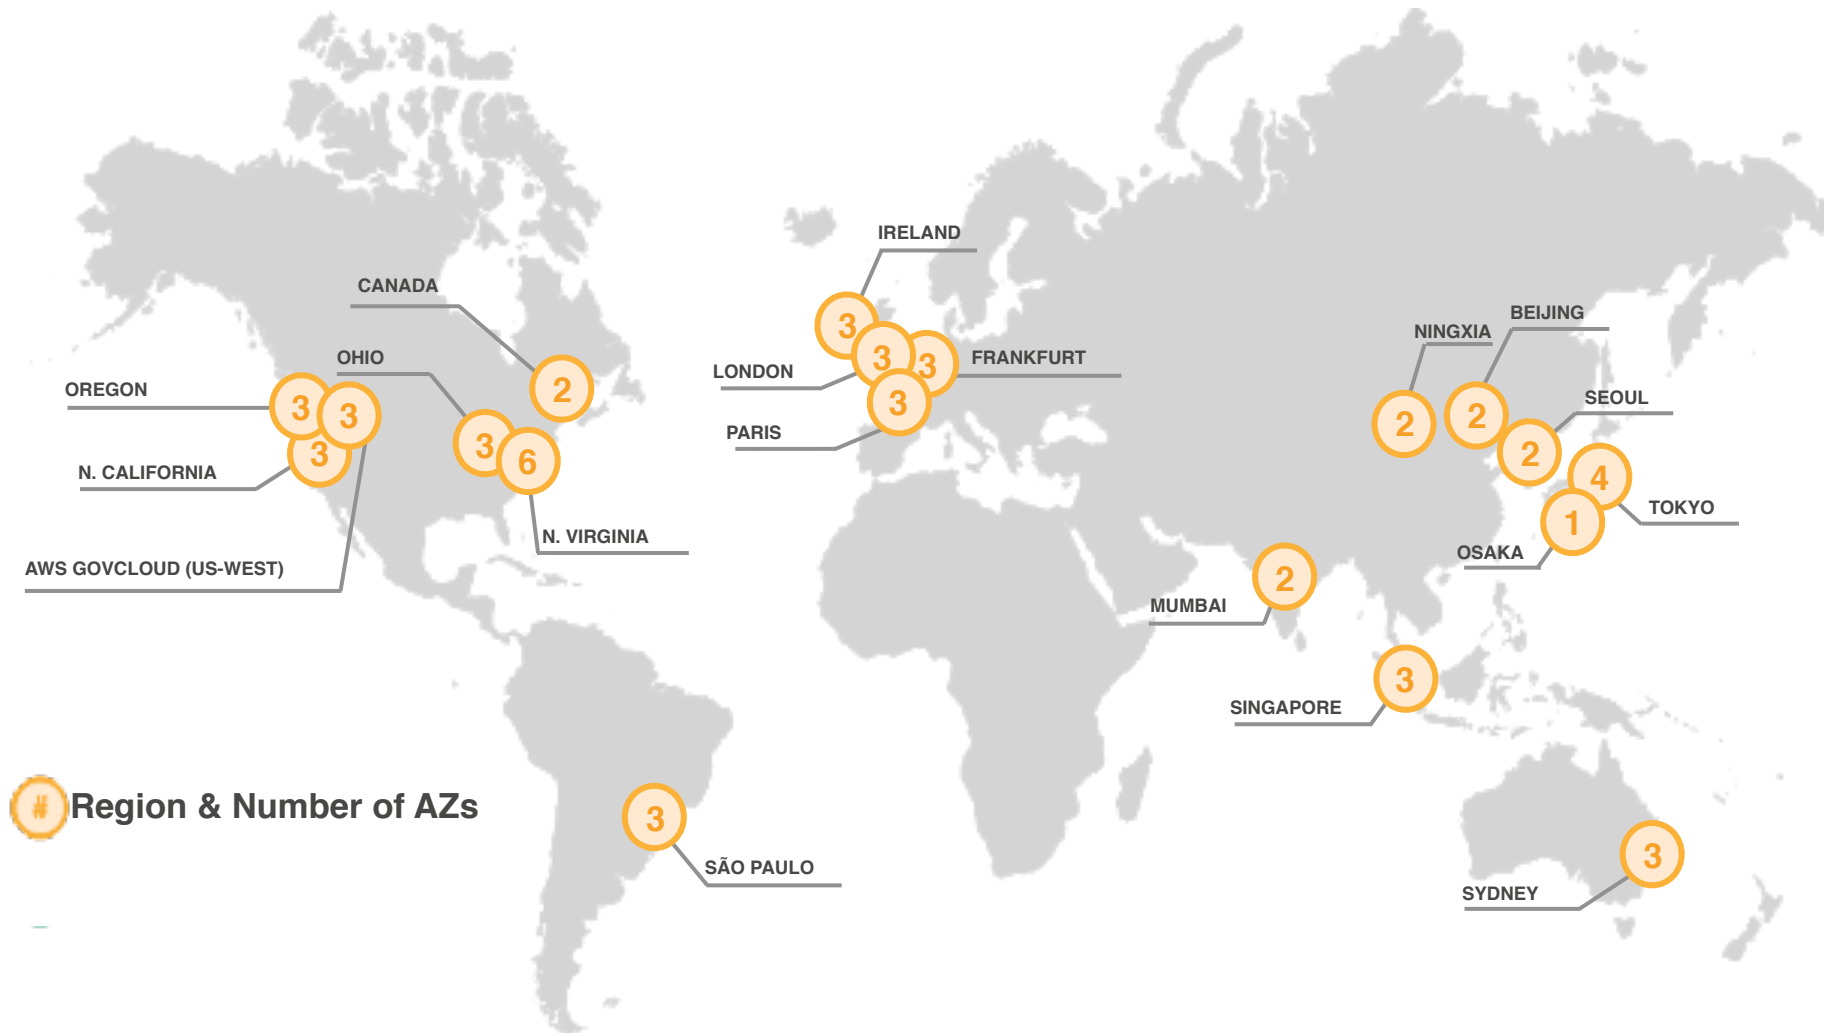 IRELAND
CANADA
BEIJING
NINGXIA
3
OHIO
LONDON
3
3
FRANKFURT
OREGON
2
SEOUL
3
3
3
2
2
PARIS
N. CALIFORNIA
3
3
6
2
4
TOKYO
1
N. VIRGINIA
OSAKA
AWS GOVCLOUD (US-WEST)
2
MUMBAI
3
SINGAPORE
# Region & Number of AZs
3
SÃO PAULO
3
SYDNEY